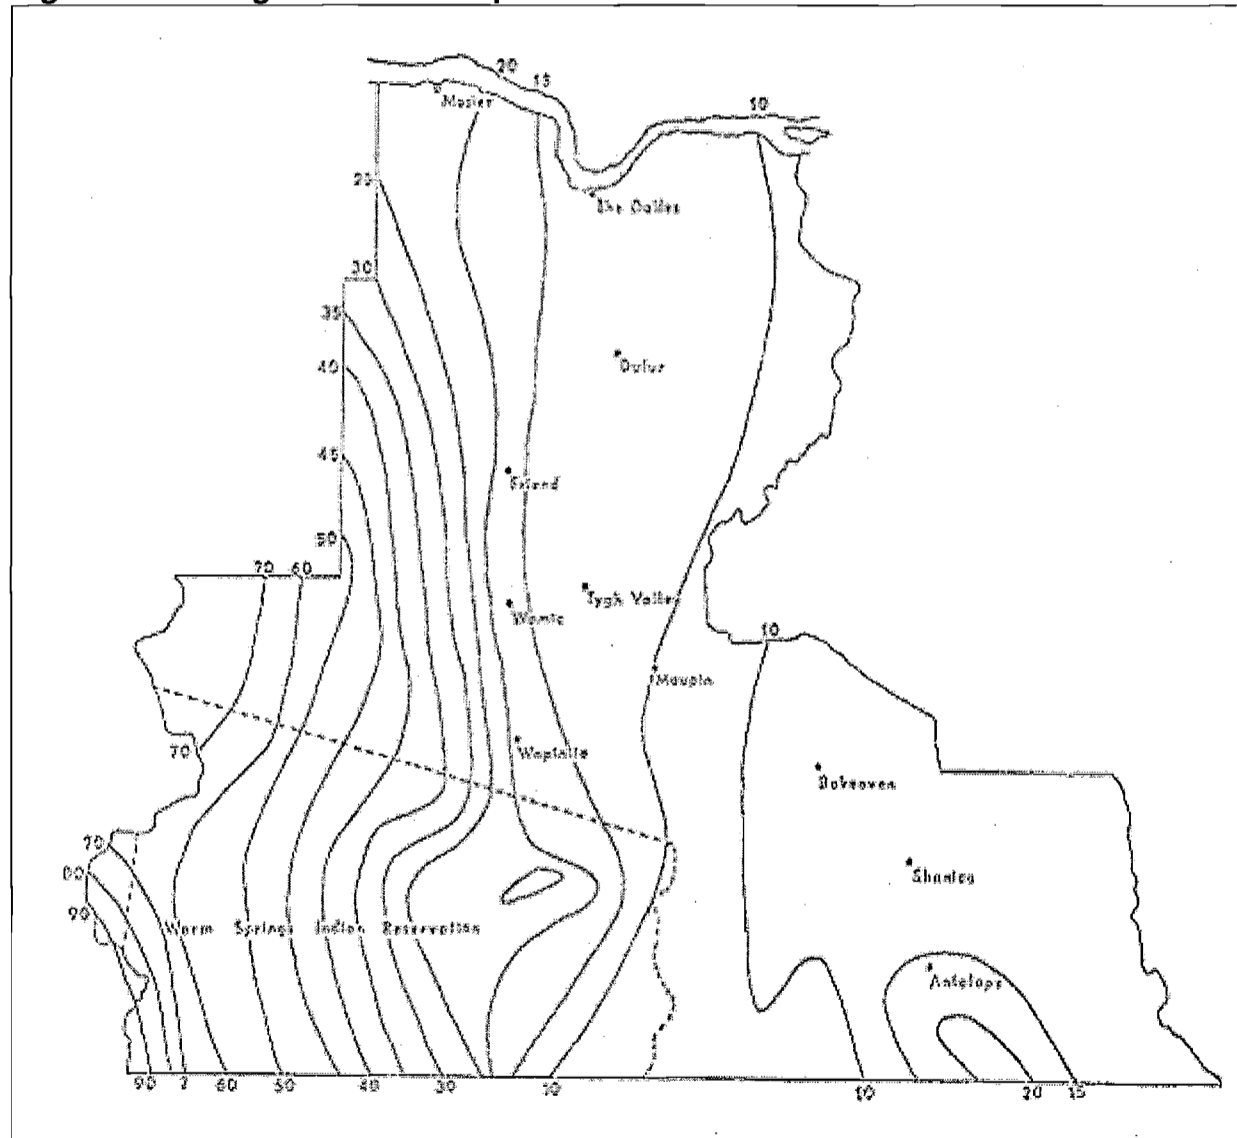 20
15
10
Mosier
25
The Dalles
30
35
Dufur
40
45
Friend
50
70 60
Tygh Valley
Wamic
10
Maupin
70
Wapinitia
Bakeoven
70
80
Shaniko
90
Warm Springs Indian Reservation
Antelope
90
60
50
40
30
10
10
20
15